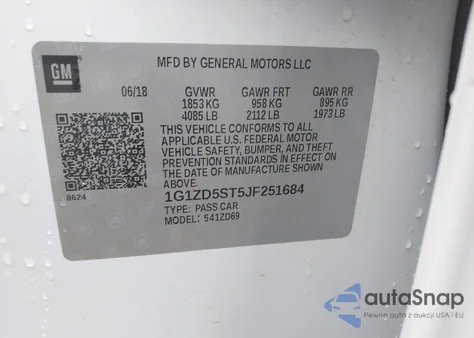 GM
MFD BY GENERAL MOTORS LLC
06/18 GVWR GAWR FRT GAWR RR
1853 KG 958 KG 895 KG
4085 LB 2112 LB 1973 LB
THIS VEHICLE CONFORMS TO ALL
APPLICABLE U.S. FEDERAL MOTOR
VEHICLE SAFETY, BUMPER, AND THEFT
PREVENTION STANDARDS IN EFFECT ON
THE DATE OF MANUFACTURE SHOWN
ABOVE.
8624
1G1ZD5ST5JF251684
TYPE: PASS CAR
MODEL: 541ZD69
autoSnap
Pewne auto z aukcji USA i EU